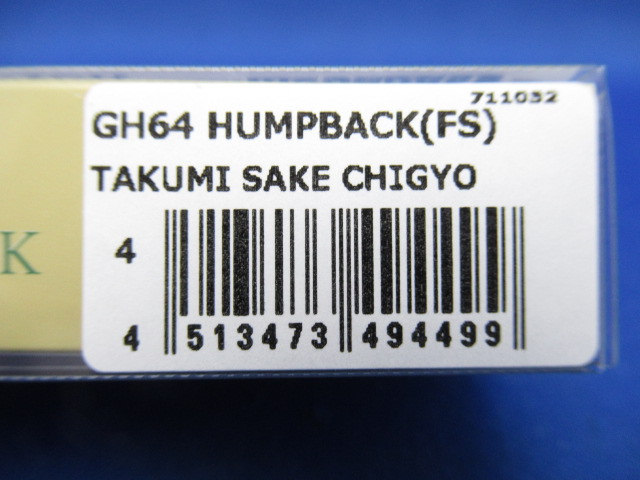 711032
GH64 HUMPBACK(FS)
TAKUMI SAKE CHIGYO
4
4 513473 494499
K